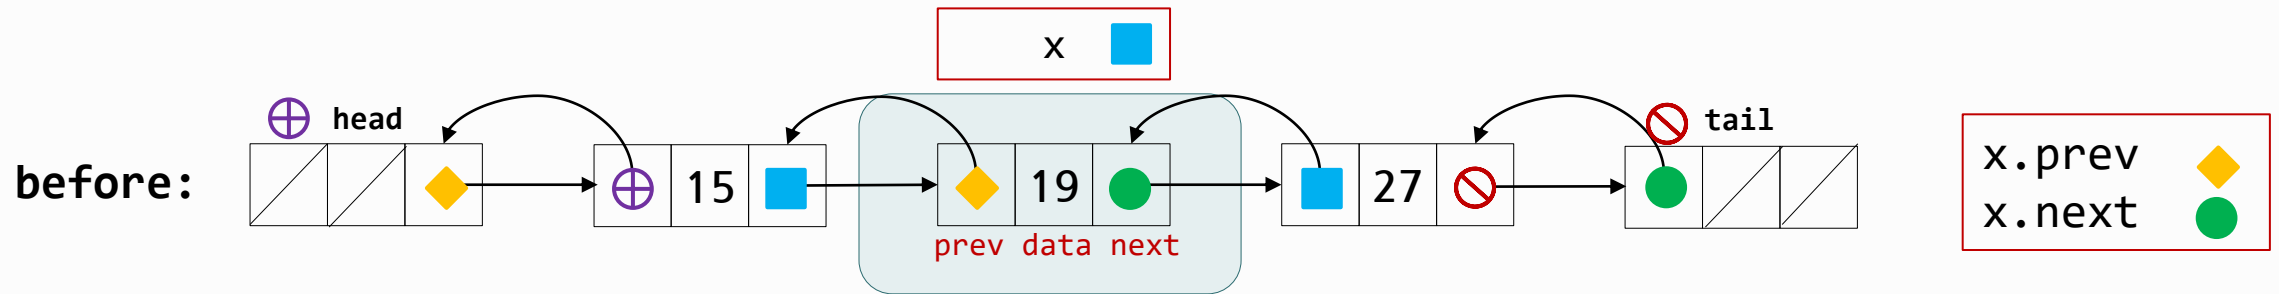 x
head
tail
before:
15
19
27
prev data next
x.prev
x.next